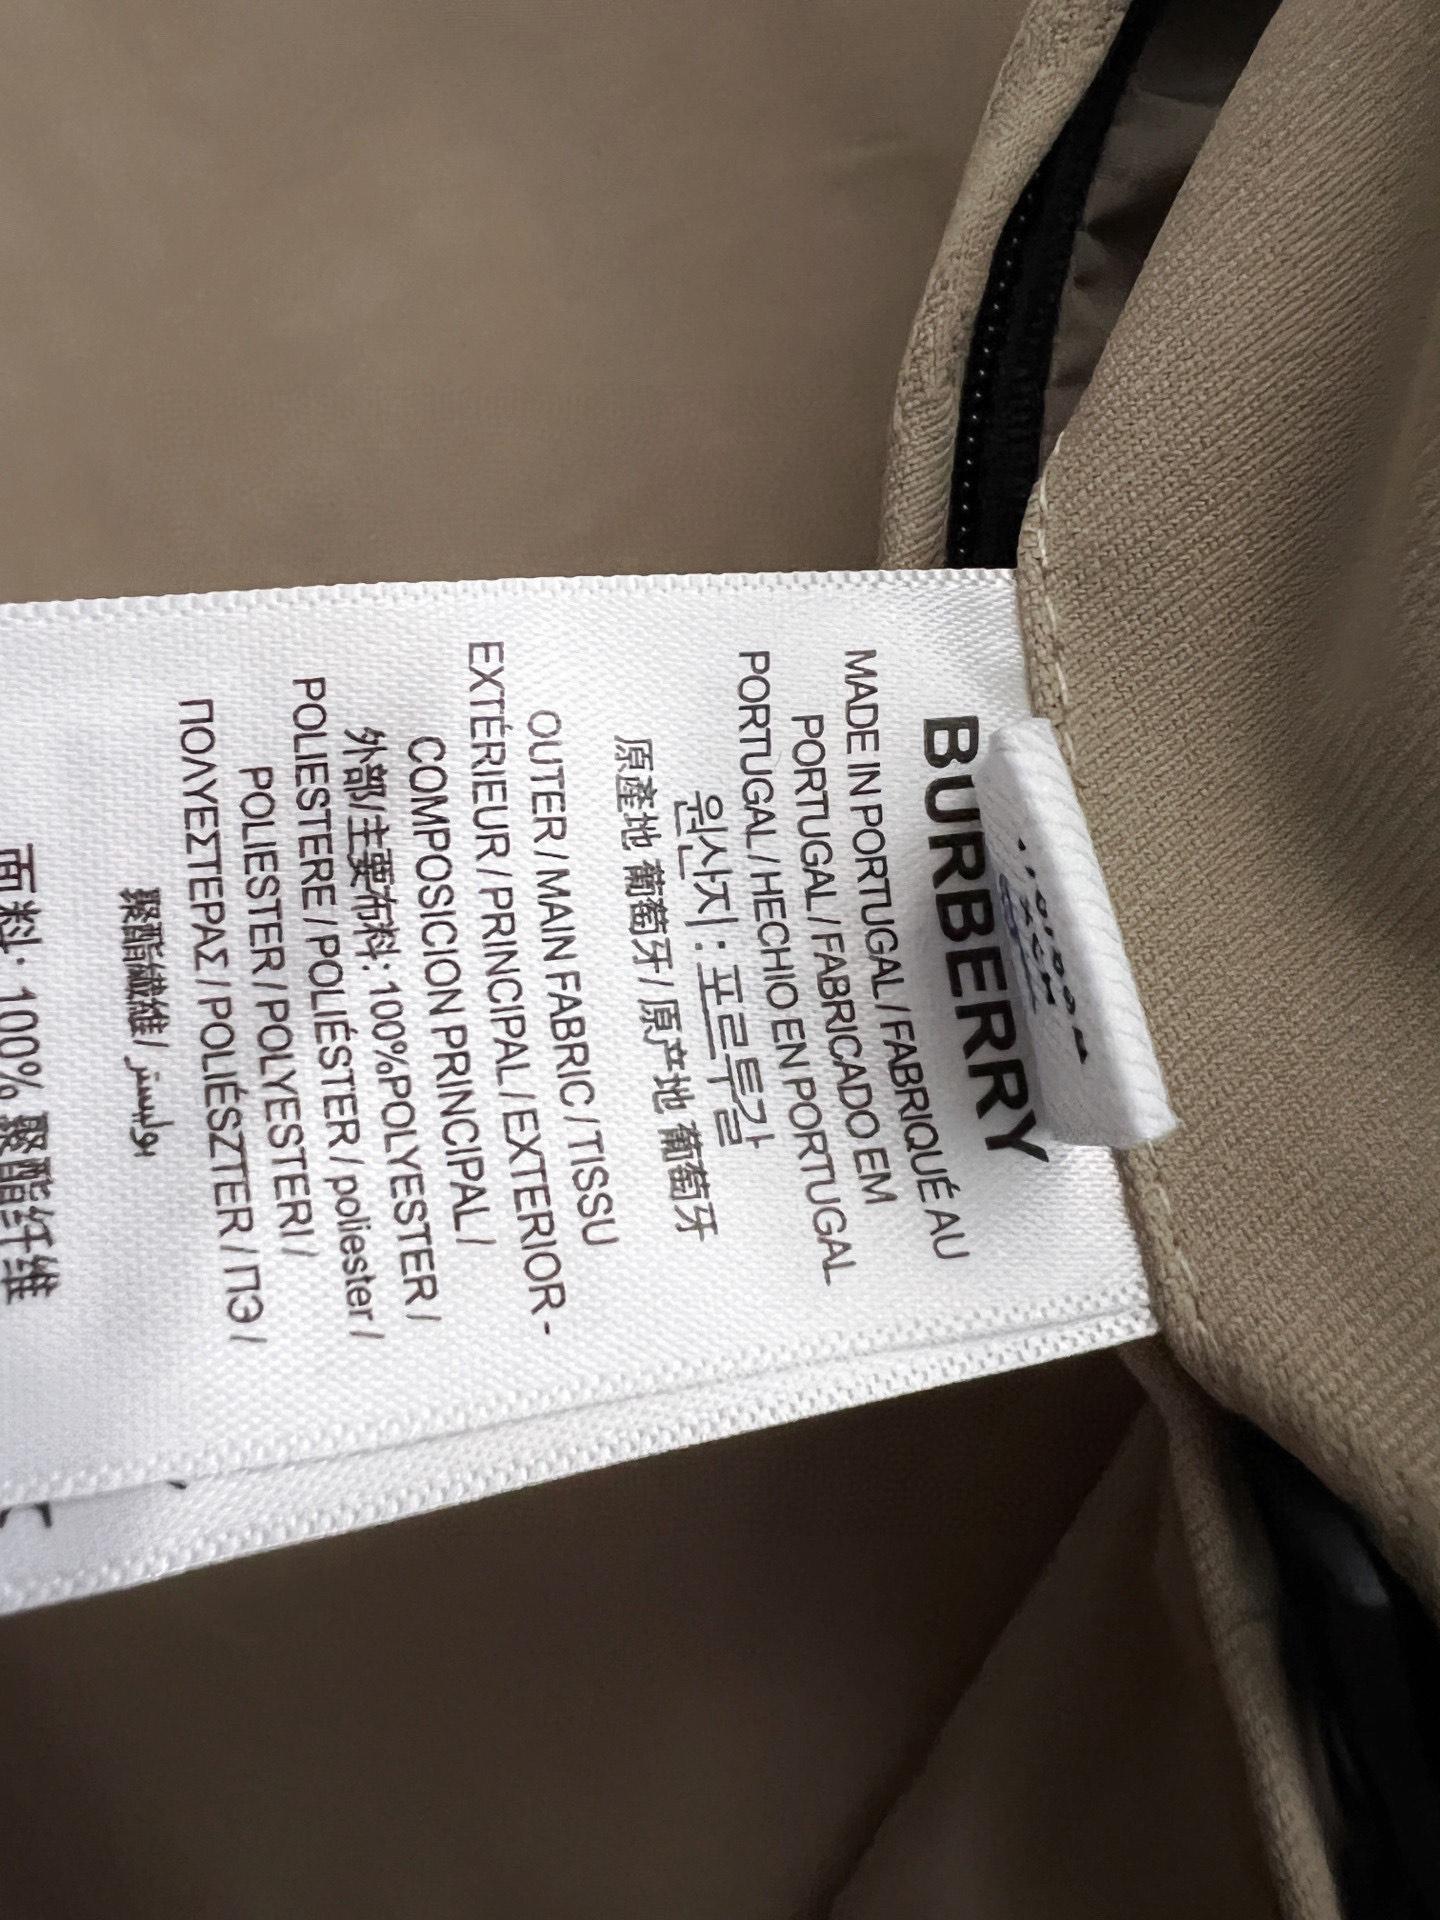 BURBERRY
MADE IN PORTUGAL / FABRIQUÉ AU
PORTUGAL / FABRICADO EM
PORTUGAL / HECHIO EN PORTUGAL
원산지 : 포르투갈
原產地 葡萄牙 / 原产地 葡萄牙
OUTER / MAIN FABRIC / TISSU
EXTÉRIEUR / PRINCIPAL / EXTERIOR -
COMPOSICION PRINCIPAL /
外部/主要布料: 100%POLYESTER /
POLIESTERE / POLIÉSTER / poliester /
POLIESTER / POLYESTERI /
ΠΟΛΥΕΣΤΕΡΑΣ / POLIÉSZTER / ПЭ /
聚酯纖維 / بوليستر
面料: 100% 聚酯纤维